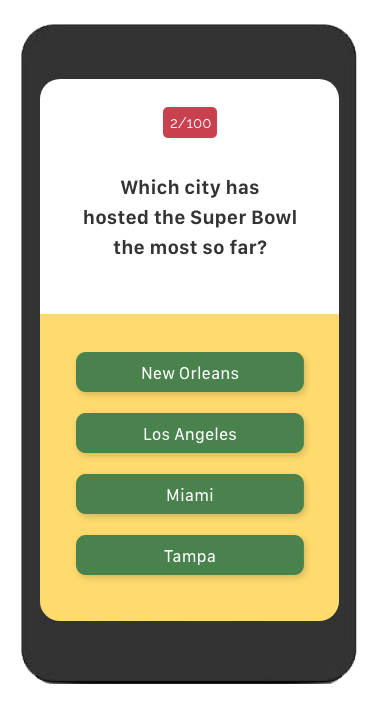 2/100
Which city has
hosted the Super Bowl
the most so far?
New Orleans
Los Angeles
Miami
Tampa